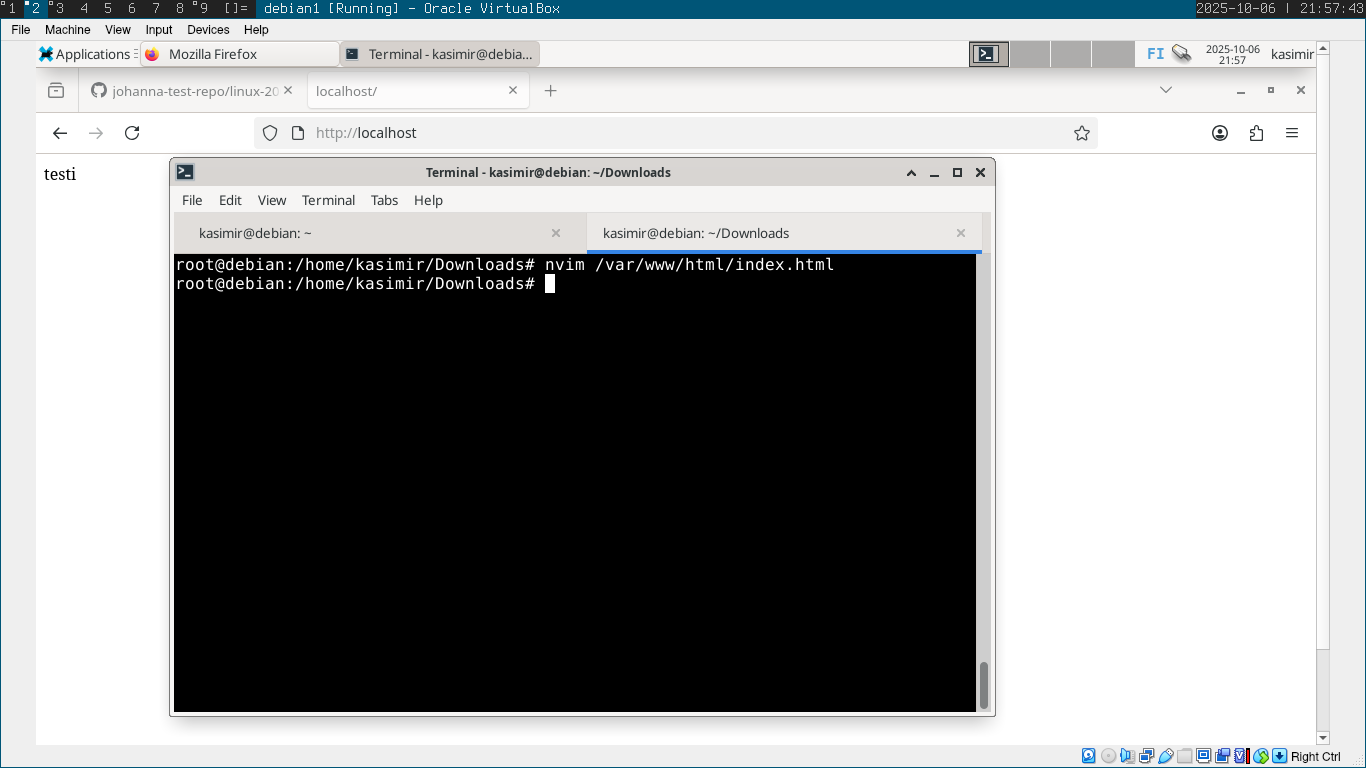 1 2 3 4 5 6 7 8 9 []= debian1 [Running] - Oracle VirtualBox 2025-10-06 | 21:57:43
File Machine View Input Devices Help
Applications Mozilla Firefox Terminal - kasimir@debia... FI 2025-10-06 21:57 kasimir
johanna-test-repo/linux-20 localhost/
http://localhost
testi
Terminal - kasimir@debian: ~/Downloads
File Edit View Terminal Tabs Help
kasimir@debian: ~ kasimir@debian: ~/Downloads
root@debian:/home/kasimir/Downloads# nvim /var/www/html/index.html
root@debian:/home/kasimir/Downloads#
Right Ctrl